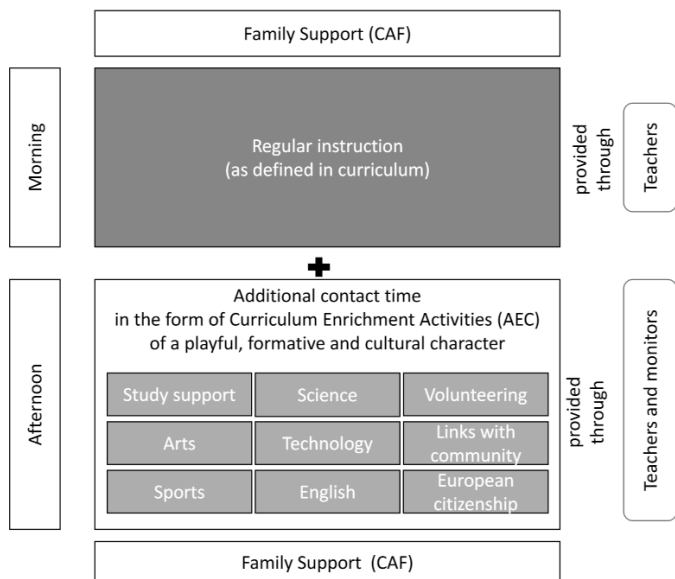 Family Support (CAF)
Morning
Regular instruction
(as defined in curriculum)
provided
through
Teachers
Afternoon
Additional contact time
in the form of Curriculum Enrichment Activities (AEC)
of a playful, formative and cultural character
Study support
Science
Volunteering
Arts
Technology
Links with
community
Sports
English
European
citizenship
provided
through
Teachers and monitors
Family Support (CAF)